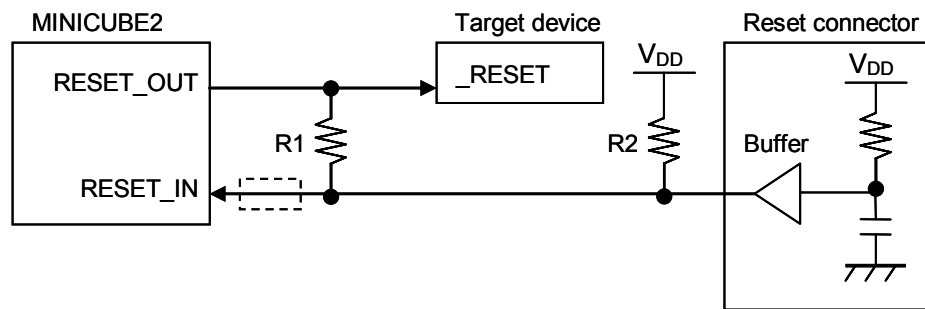 MINICUBE2
Target device
Reset connector
RESET_OUT
_RESET
VDD
VDD
R1
R2
Buffer
RESET_IN